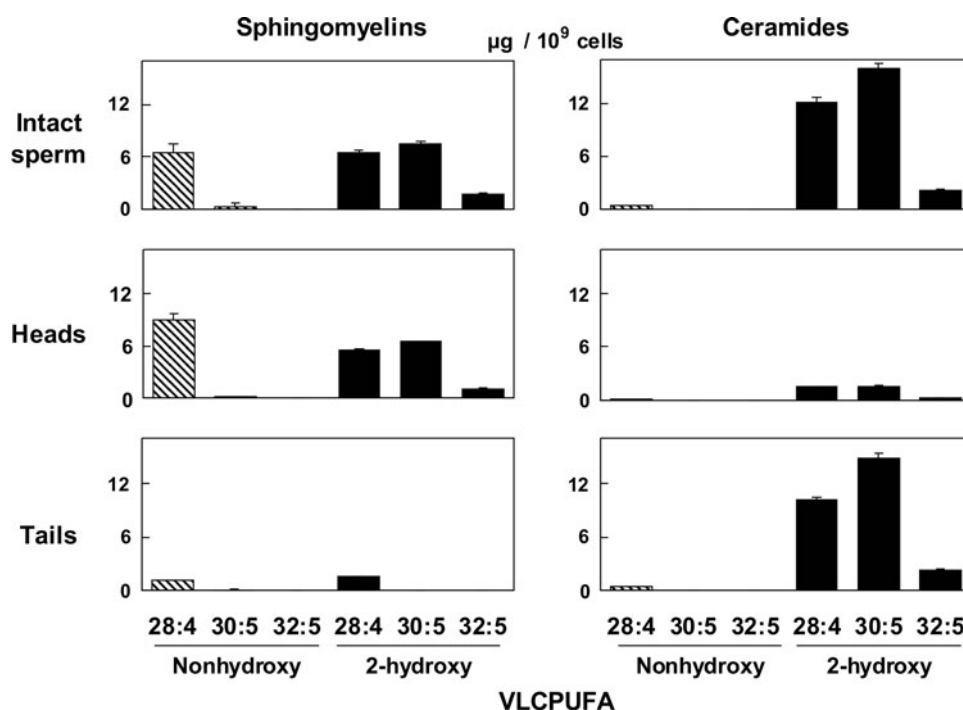 Sphingomyelins
µg / 10⁹ cells
Ceramides
Intact
sperm
12
6
0
12
6
0
Heads
12
6
0
12
6
0
Tails
12
6
0
12
6
0
28:4 30:5 32:5 28:4 30:5 32:5
28:4 30:5 32:5 28:4 30:5 32:5
Nonhydroxy 2-hydroxy
Nonhydroxy 2-hydroxy
VLCPUFA